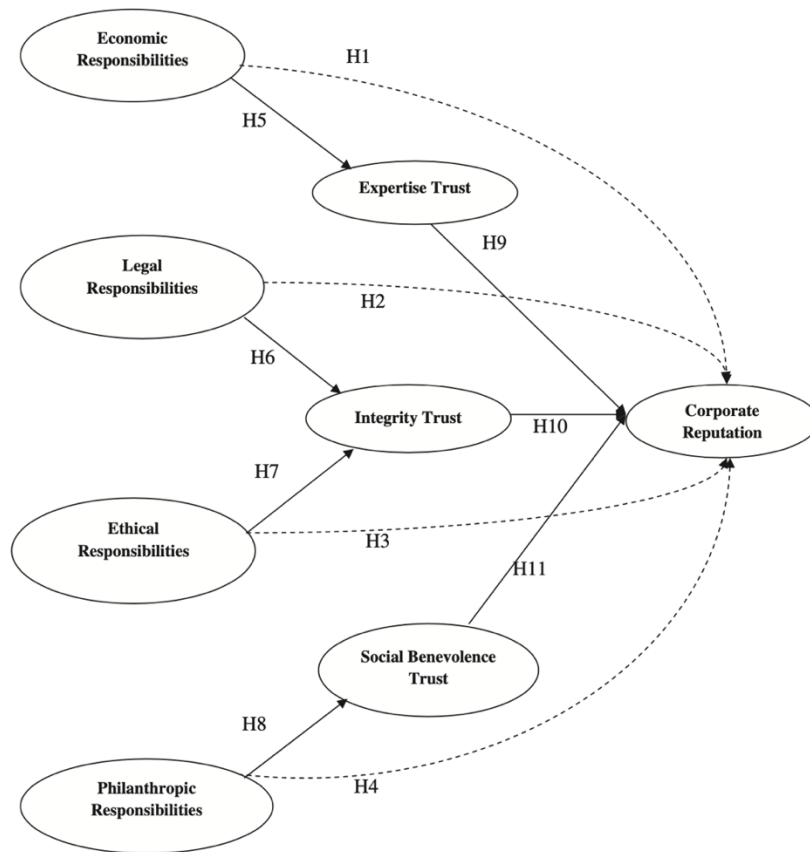 Economic
Responsibilities
H1
H5
Expertise Trust
H9
Legal
Responsibilities
H2
H6
Integrity Trust
H10
Corporate
Reputation
H7
Ethical
Responsibilities
H3
H11
Social Benevolence
Trust
H8
Philanthropic
Responsibilities
H4